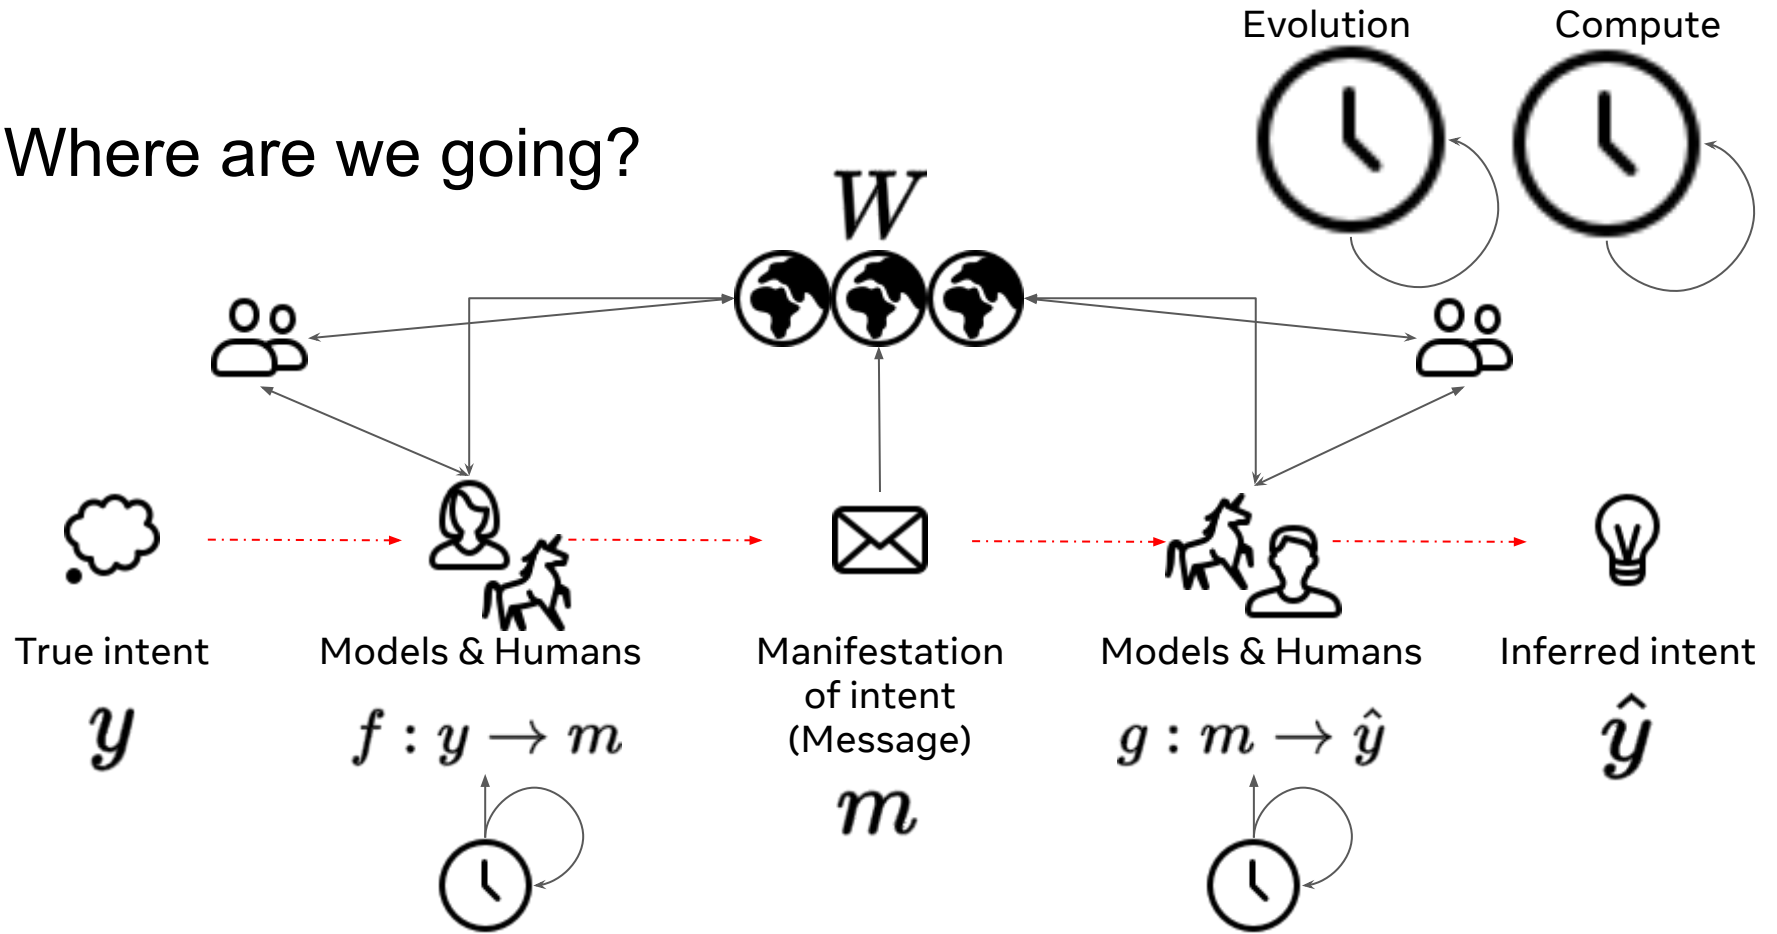 Evolution
Compute
Where are we going?
W
True intent
Models & Humans
Manifestation
of intent
(Message)
Models & Humans
Inferred intent
y
f : y → m
m
g : m → ŷ
ŷ